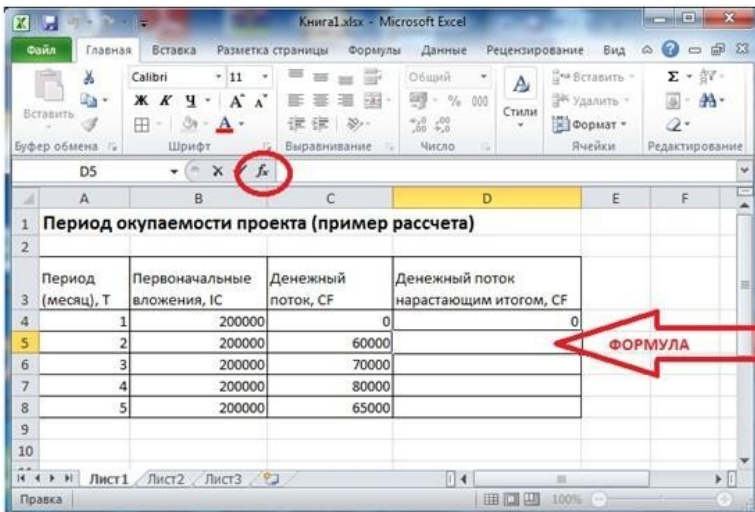 Книга1.xlsx - Microsoft Excel
Файл Главная Вставка Разметка страницы Формулы Данные Рецензирование Вид
Вставить
Calibri 11
Ж К Ч A A
A
Общий
% 000
Стили
Вставить
Удалить
Формат
Σ
Буфер обмена Шрифт Выравнивание Число Ячейки Редактирование
D5 fx
A B C D E F
1 Период окупаемости проекта (пример рассчета)
2
Период Первоначальные Денежный Денежный поток
3 (месяц), T вложения, IC поток, CF нарастающим итогом, CF
4 1 200000 0 0
5 2 200000 60000 ФОРМУЛА
6 3 200000 70000
7 4 200000 80000
8 5 200000 65000
9
10
Лист1 Лист2 Лист3
Правка 100%